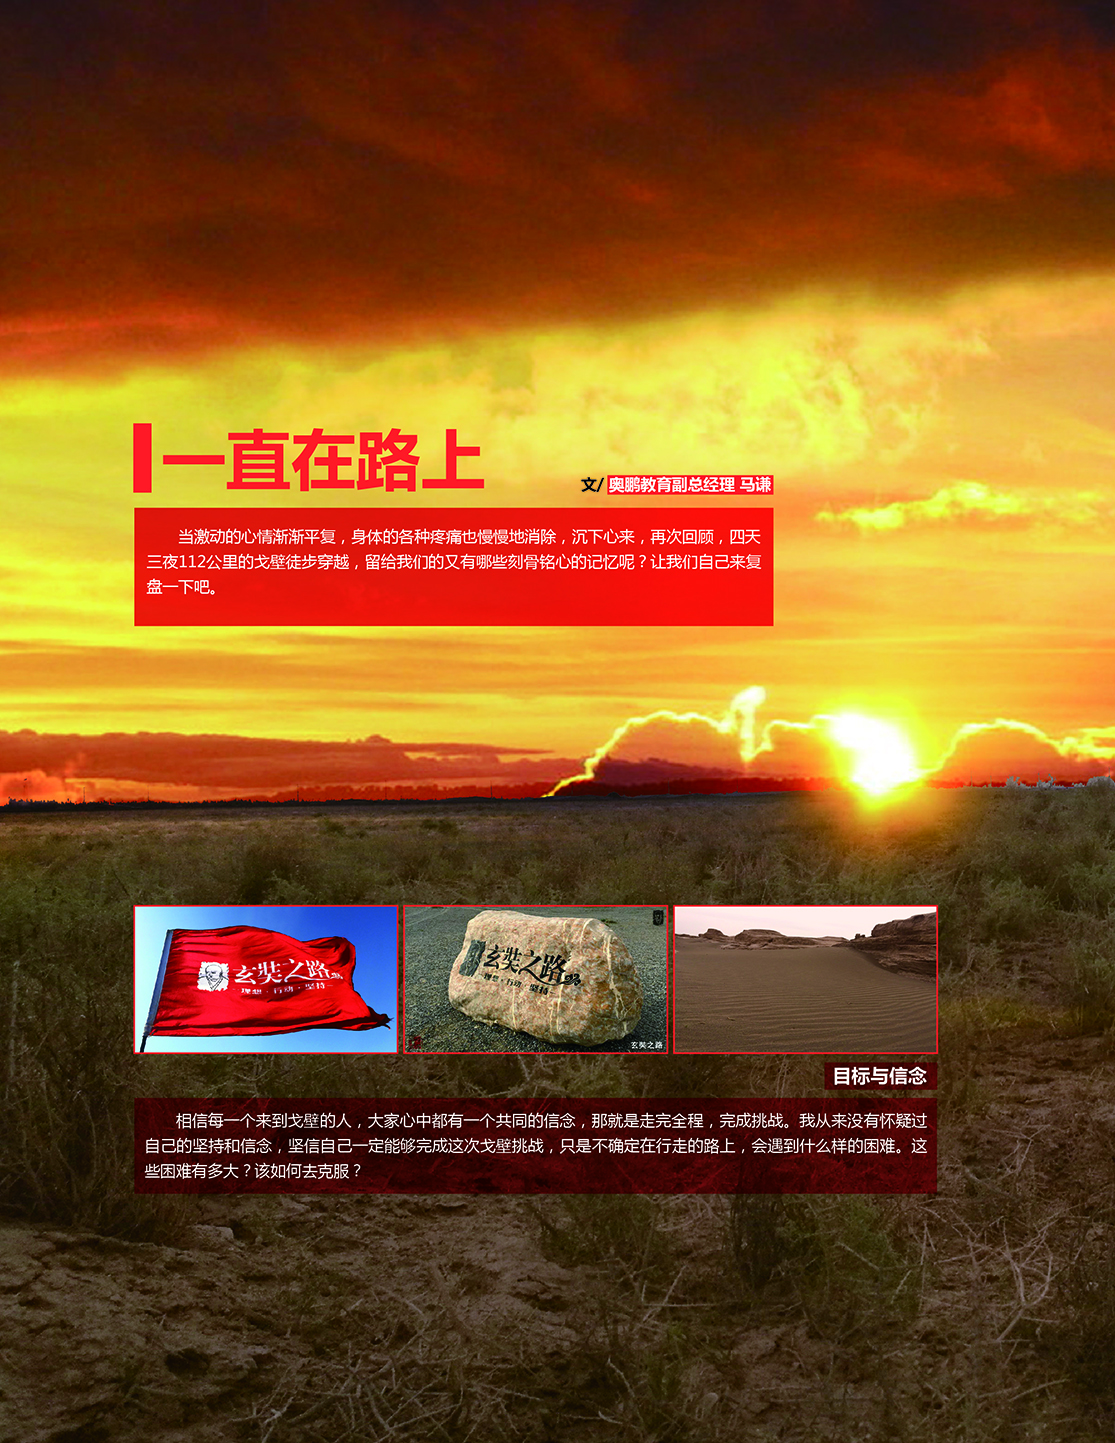 一直在路上
文/ 奥鹏教育副总经理 马谦
当激动的心情渐渐平复，身体的各种疼痛也慢慢地消除，沉下心来，再次回顾，四天
三夜112公里的戈壁徒步穿越，留给我们的又有哪些刻骨铭心的记忆呢？让我们自己来复
盘一下吧。
玄奘之路
理想·行动·坚持
玄奘之路
理想·行动·坚持
玄奘之路
目标与信念
相信每一个来到戈壁的人，大家心中都有一个共同的信念，那就是走完全程，完成挑战。我从来没有怀疑过
自己的坚持和信念，坚信自己一定能够完成这次戈壁挑战，只是不确定在行走的路上，会遇到什么样的困难。这
些困难有多大？该如何去克服？